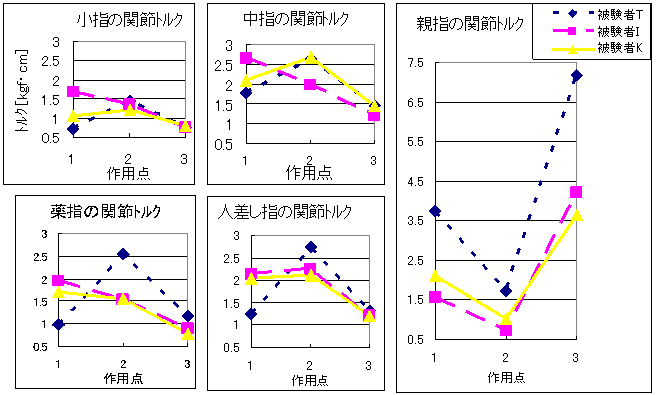 小指の関節トルク
3
2.5
2
1.5
1
0.5
1 2 3
作用点
トルク[kgf·cm]
中指の関節トルク
3
2.5
2
1.5
1
0.5
1 2 3
作用点
親指の関節トルク
被験者T
被験者I
被験者K
7.5
6.5
5.5
4.5
3.5
2.5
1.5
0.5
1 2 3
作用点
薬指の関節トルク
3
2.5
2
1.5
1
0.5
1 2 3
作用点
人差し指の関節トルク
3
2.5
2
1.5
1
0.5
1 2 3
作用点